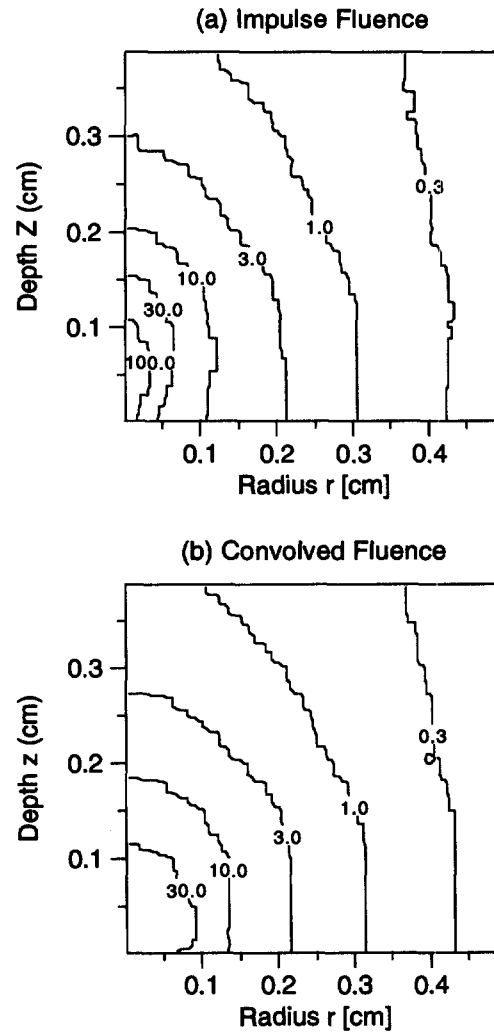 (a) Impulse Fluence
Depth Z (cm)
0.3
0.2
0.1
0.3
1.0
3.0
10.0
30.0
100.0
0.1 0.2 0.3 0.4
Radius r [cm]
(b) Convolved Fluence
Depth z (cm)
0.3
0.2
0.1
0.3
1.0
3.0
10.0
30.0
0.1 0.2 0.3 0.4
Radius r [cm]